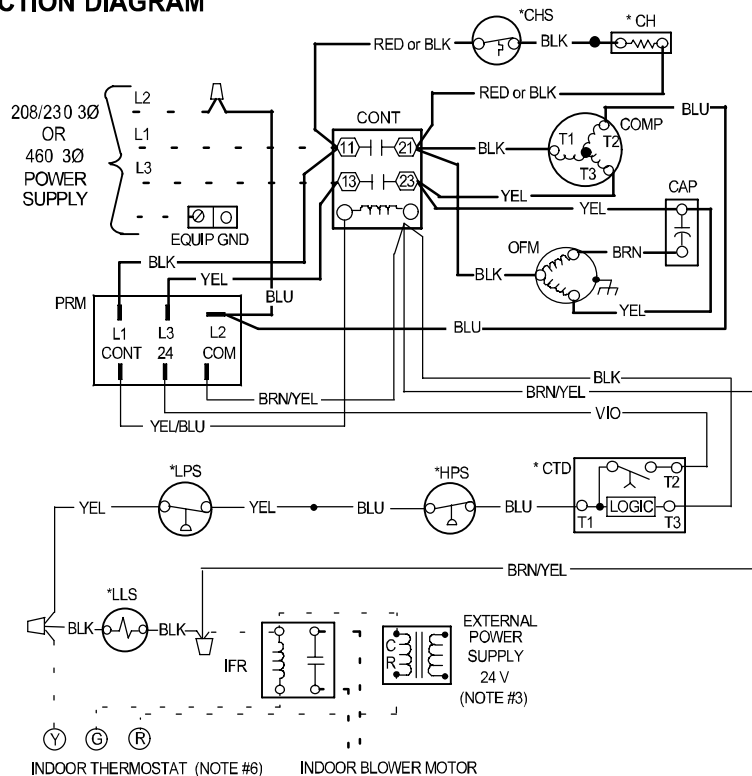 CTION DIAGRAM
*CHS
* CH
RED or BLK
BLK
RED or BLK
BLU
L2
208/230 3Ø
OR
460 3Ø
POWER
SUPPLY
L1
L3
EQUIP GND
CONT
11
21
13
23
BLK
T1
T2
T3
COMP
YEL
YEL
CAP
OFM
BRN
BLK
YEL
BLK
YEL
BLU
BLU
PRM
L1
CONT
L3
24
L2
COM
BRN/YEL
YEL/BLU
BLK
BRN/YEL
VIO
*LPS
*HPS
* CTD
T2
YEL
YEL
BLU
BLU
T1
LOGIC
T3
BRN/YEL
*LLS
BLK
BLK
IFR
C
R
EXTERNAL
POWER
SUPPLY
24 V
(NOTE #3)
Y
G
R
INDOOR THERMOSTAT (NOTE #6)
INDOOR BLOWER MOTOR